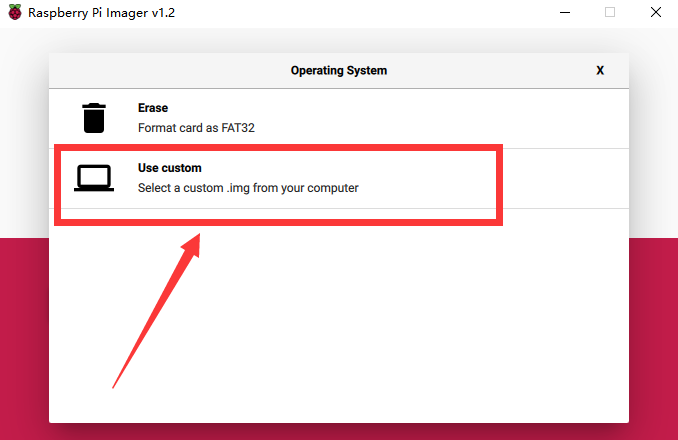 Raspberry Pi Imager v1.2
Operating System
X
Erase
Format card as FAT32
Use custom
Select a custom .img from your computer